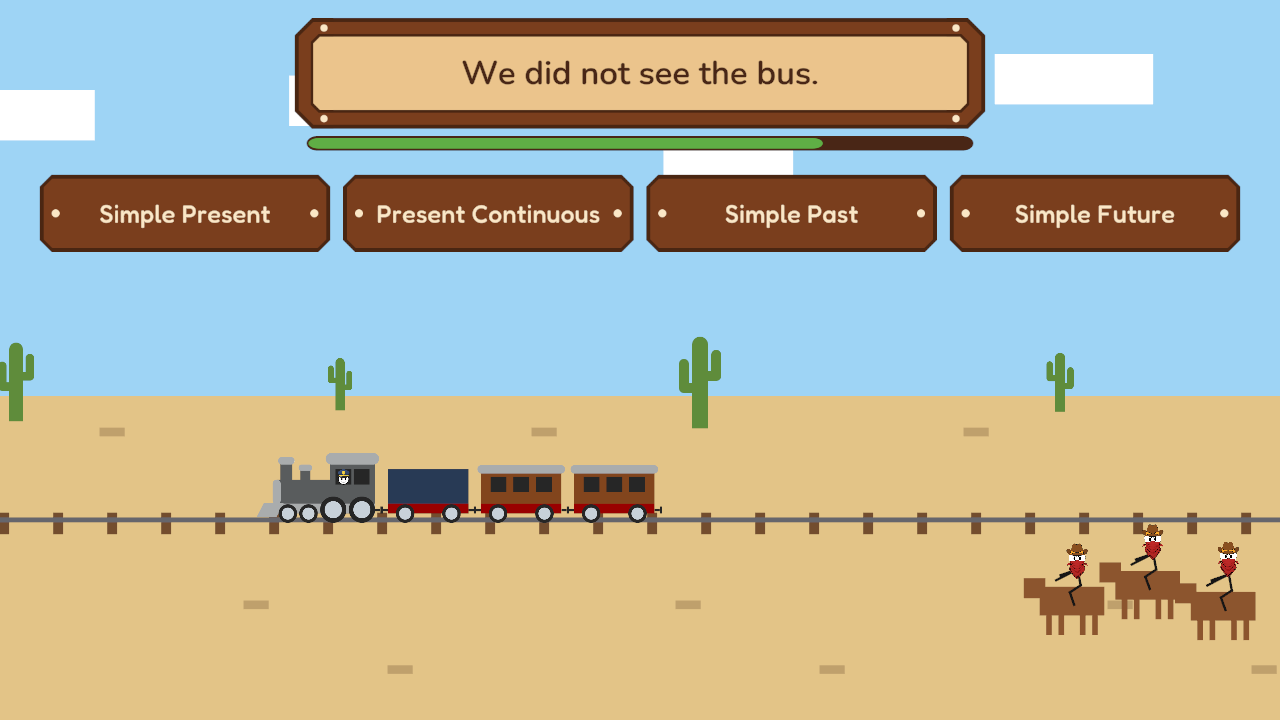 We did not see the bus.
Simple Present
Present Continuous
Simple Past
Simple Future